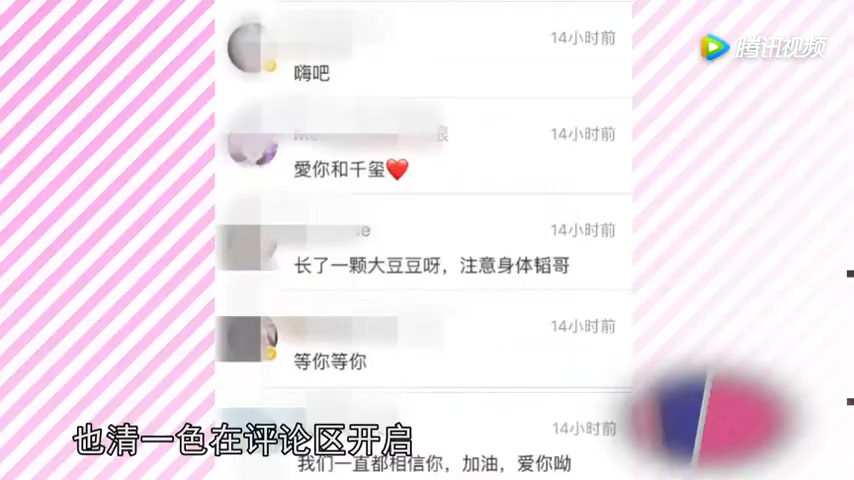 14小时前
腾讯视频
嗨吧
14小时前
爱你和千玺❤️
14小时前
长了一颗大豆豆呀，注意身体韬哥
14小时前
等你等你
14小时前
也清一色在评论区开启
我们一直都相信你，加油，爱你呦